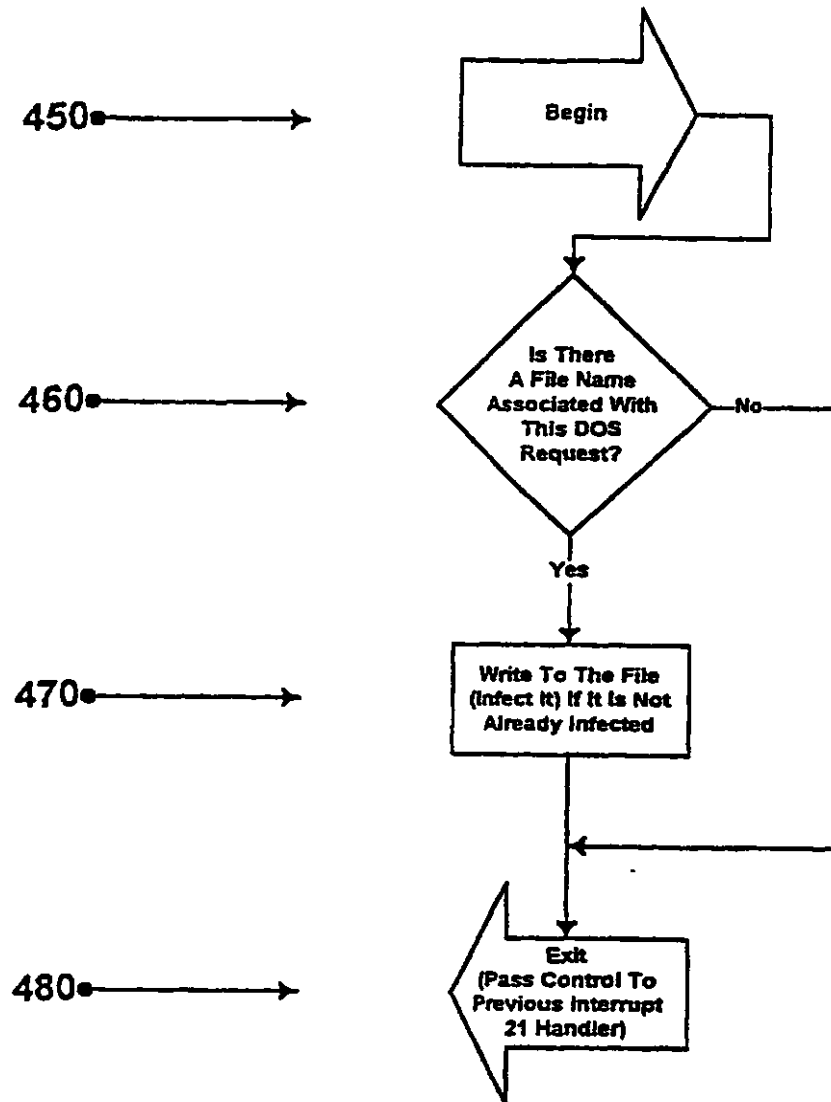 450
Begin
460
Is There
A File Name
Associated With
This DOS
Request?
No
Yes
470
Write To The File
(Infect It) If It Is Not
Already Infected
480
Exit
(Pass Control To
Previous Interrupt
21 Handler)